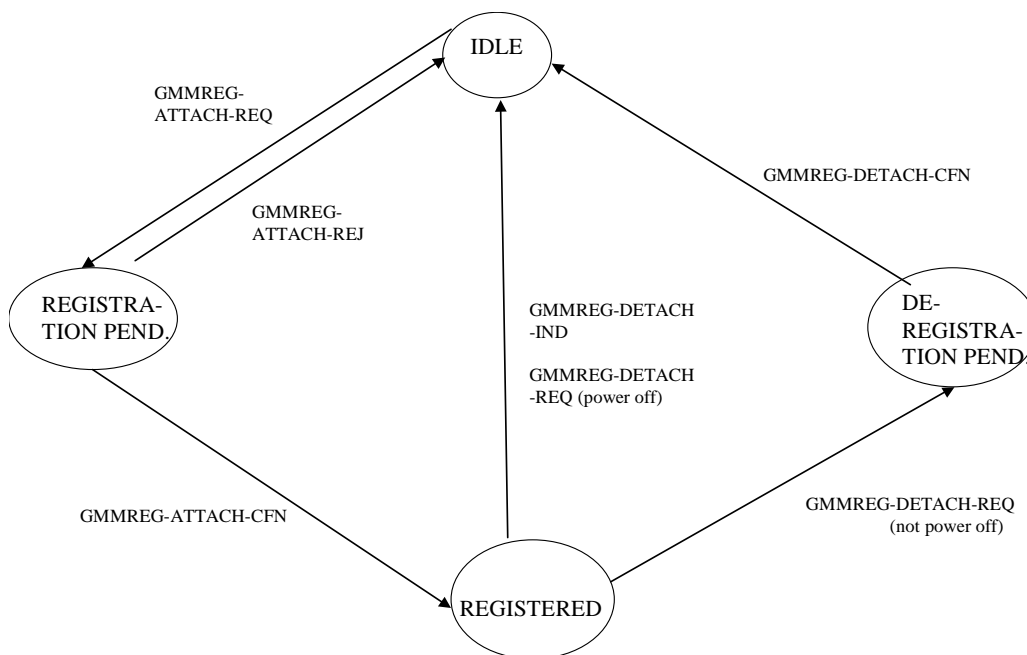 IDLE
GMMREG-
ATTACH-REQ
GMMREG-DETACH-CFN
GMMREG-
ATTACH-REJ
REGISTRA-
TION PEND.
GMMREG-DETACH
-IND
GMMREG-DETACH
-REQ (power off)
DE-
REGISTRA-
TION PEND.
GMMREG-ATTACH-CFN
GMMREG-DETACH-REQ
(not power off)
REGISTERED